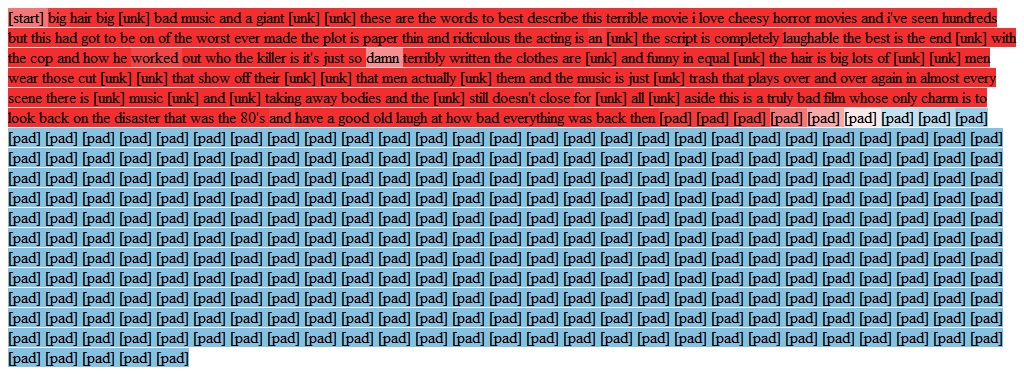 [start] big hair big [unk] bad music and a giant [unk] [unk] these are the words to best describe this terrible movie i love cheesy horror movies and i've seen hundreds
but this had got to be on of the worst ever made the plot is paper thin and ridiculous the acting is an [unk] the script is completely laughable the best is the end [unk] with
the cop and how he worked out who the killer is it's just so damn terribly written the clothes are [unk] and funny in equal [unk] the hair is big lots of [unk] [unk] men
wear those cut [unk] [unk] that show off their [unk] [unk] that men actually [unk] them and the music is just [unk] trash that plays over and over again in almost every
scene there is [unk] music [unk] and [unk] taking away bodies and the [unk] still doesn't close for [unk] all [unk] aside this is a truly bad film whose only charm is to
look back on the disaster that was the 80's and have a good old laugh at how bad everything was back then [pad] [pad] [pad] [pad] [pad] [pad] [pad] [pad] [pad]
[pad] [pad] [pad] [pad] [pad] [pad] [pad] [pad] [pad] [pad] [pad] [pad] [pad] [pad] [pad] [pad] [pad] [pad] [pad] [pad] [pad] [pad] [pad] [pad] [pad] [pad] [pad]
[pad] [pad] [pad] [pad] [pad] [pad] [pad] [pad] [pad] [pad] [pad] [pad] [pad] [pad] [pad] [pad] [pad] [pad] [pad] [pad] [pad] [pad] [pad] [pad] [pad] [pad] [pad]
[pad] [pad] [pad] [pad] [pad] [pad] [pad] [pad] [pad] [pad] [pad] [pad] [pad] [pad] [pad] [pad] [pad] [pad] [pad] [pad] [pad] [pad] [pad] [pad] [pad] [pad] [pad]
[pad] [pad] [pad] [pad] [pad] [pad] [pad] [pad] [pad] [pad] [pad] [pad] [pad] [pad] [pad] [pad] [pad] [pad] [pad] [pad] [pad] [pad] [pad] [pad] [pad] [pad] [pad]
[pad] [pad] [pad] [pad] [pad] [pad] [pad] [pad] [pad] [pad] [pad] [pad] [pad] [pad] [pad] [pad] [pad] [pad] [pad] [pad] [pad] [pad] [pad] [pad] [pad] [pad] [pad]
[pad] [pad] [pad] [pad] [pad] [pad] [pad] [pad] [pad] [pad] [pad] [pad] [pad] [pad] [pad] [pad] [pad] [pad] [pad] [pad] [pad] [pad] [pad] [pad] [pad] [pad] [pad]
[pad] [pad] [pad] [pad] [pad] [pad] [pad] [pad] [pad] [pad] [pad] [pad] [pad] [pad] [pad] [pad] [pad] [pad] [pad] [pad] [pad] [pad] [pad] [pad] [pad] [pad] [pad]
[pad] [pad] [pad] [pad] [pad] [pad] [pad] [pad] [pad] [pad] [pad] [pad] [pad] [pad] [pad] [pad] [pad] [pad] [pad] [pad] [pad] [pad] [pad] [pad] [pad] [pad] [pad]
[pad] [pad] [pad] [pad] [pad] [pad] [pad] [pad] [pad] [pad] [pad] [pad] [pad] [pad] [pad] [pad] [pad] [pad] [pad] [pad] [pad] [pad] [pad] [pad] [pad] [pad] [pad]
[pad] [pad] [pad] [pad] [pad] [pad] [pad] [pad] [pad] [pad] [pad] [pad] [pad] [pad] [pad] [pad] [pad] [pad] [pad] [pad] [pad] [pad] [pad] [pad] [pad] [pad] [pad]
[pad] [pad] [pad] [pad] [pad] [pad] [pad] [pad] [pad] [pad] [pad] [pad] [pad] [pad] [pad] [pad] [pad] [pad] [pad] [pad] [pad] [pad] [pad] [pad] [pad] [pad] [pad]
[pad] [pad] [pad] [pad] [pad]